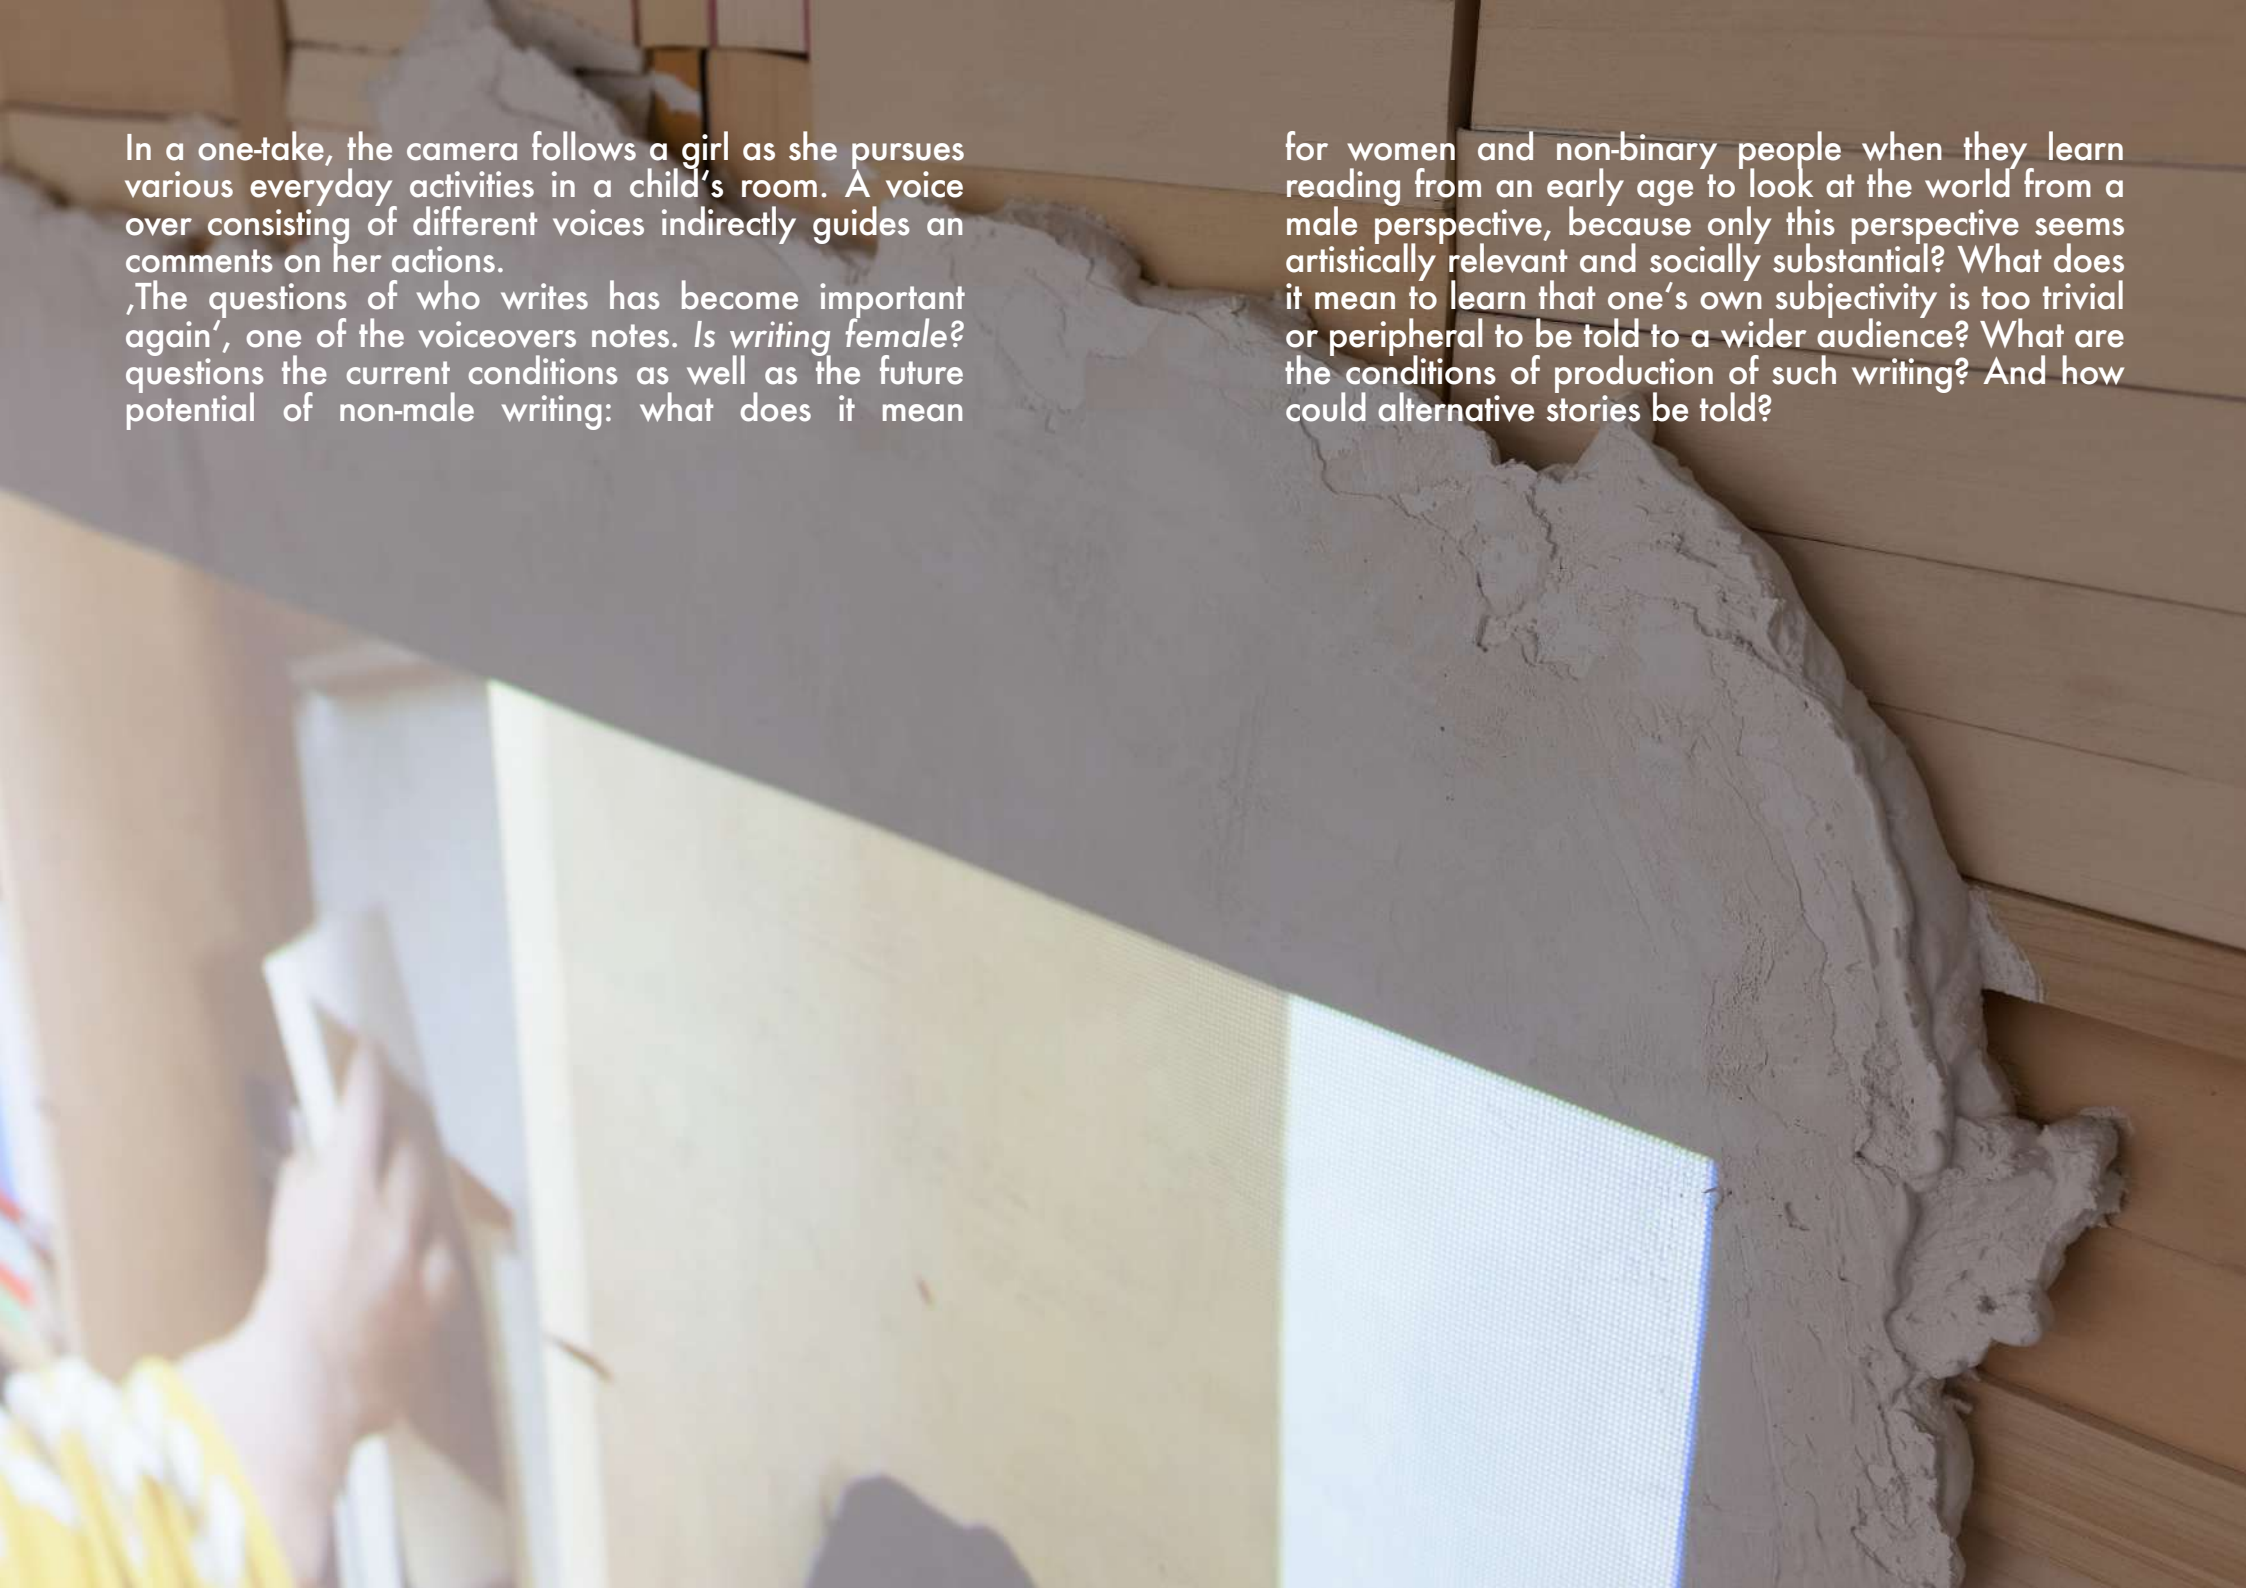 In a one-take, the camera follows a girl as she pursues
various everyday activities in a child‘s room. A voice
over consisting of different voices indirectly guides an
comments on her actions.
‚The questions of who writes has become important
again‘, one of the voiceovers notes. Is writing female?
questions the current conditions as well as the future
potential of non-male writing: what does it mean
for women and non-binary people when they learn
reading from an early age to look at the world from a
male perspective, because only this perspective seems
artistically relevant and socially substantial? What does
it mean to learn that one’s own subjectivity is too trivial
or peripheral to be told to a wider audience? What are
the conditions of production of such writing? And how
could alternative stories be told?